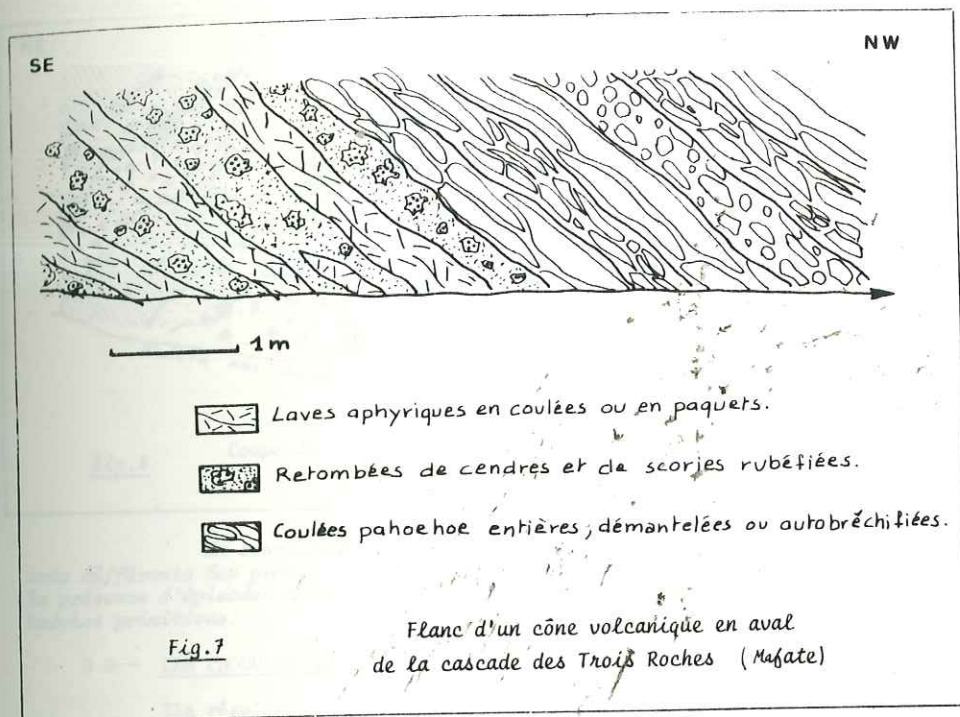 SE
NW
1m
Laves aphyriques en coulées ou en paquets.
Retombées de cendres et de scories rubéfiées.
Coulées pahoehoe entières, démantelées ou autobréchifiées.
Fig.7
Flanc d'un cône volcanique en aval
de la cascade des Trois Roches (Mafate)